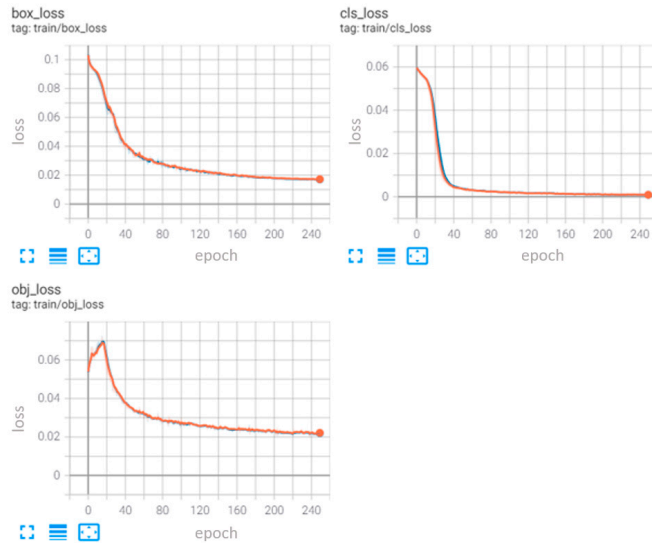 box_loss
tag: train/box_loss
0.1
0.08
0.06
0.04
0.02
0
loss
0 40 80 120 160 200 240
epoch
cls_loss
tag: train/cls_loss
0.06
0.04
0.02
0
loss
0 40 80 120 160 200 240
epoch
obj_loss
tag: train/obj_loss
0.06
0.04
0.02
0
loss
0 40 80 120 160 200 240
epoch